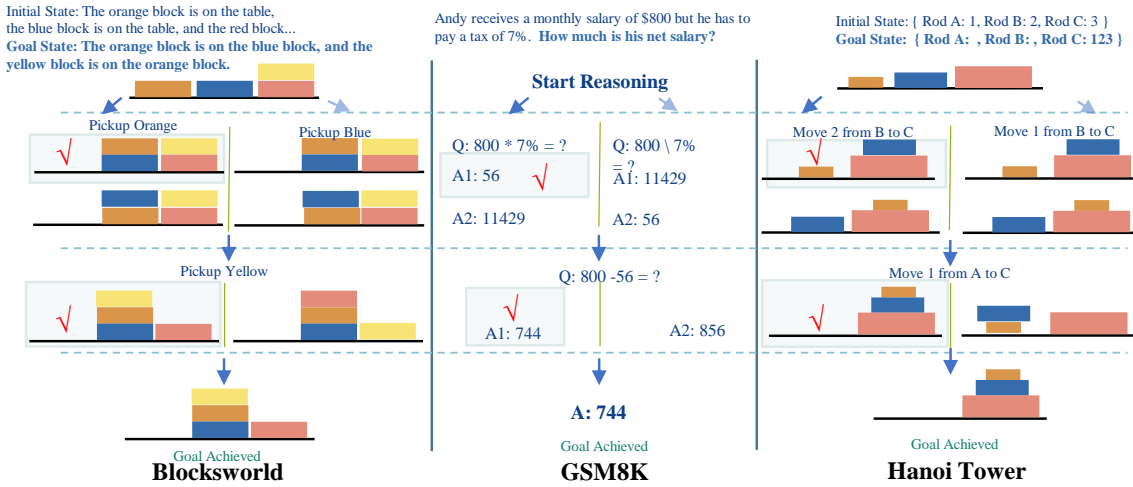 Initial State: The orange block is on the table,
the blue block is on the table, and the red block...
Goal State: The orange block is on the blue block, and the
yellow block is on the orange block.
Pickup Orange
Pickup Blue
√
Pickup Yellow
√
Goal Achieved
Blocksworld
Andy receives a monthly salary of $800 but he has to
pay a tax of 7%. How much is his net salary?
Start Reasoning
Q: 800 * 7% = ?
A1: 56
√
A2: 11429
Q: 800 \ 7%
= ?
A1: 11429
A2: 56
Q: 800 -56 = ?
√
A1: 744
A2: 856
A: 744
Goal Achieved
GSM8K
Initial State: { Rod A: 1, Rod B: 2, Rod C: 3 }
Goal State: { Rod A: , Rod B: , Rod C: 123 }
Move 2 from B to C
√
Move 1 from B to C
Move 1 from A to C
√
Goal Achieved
Hanoi Tower